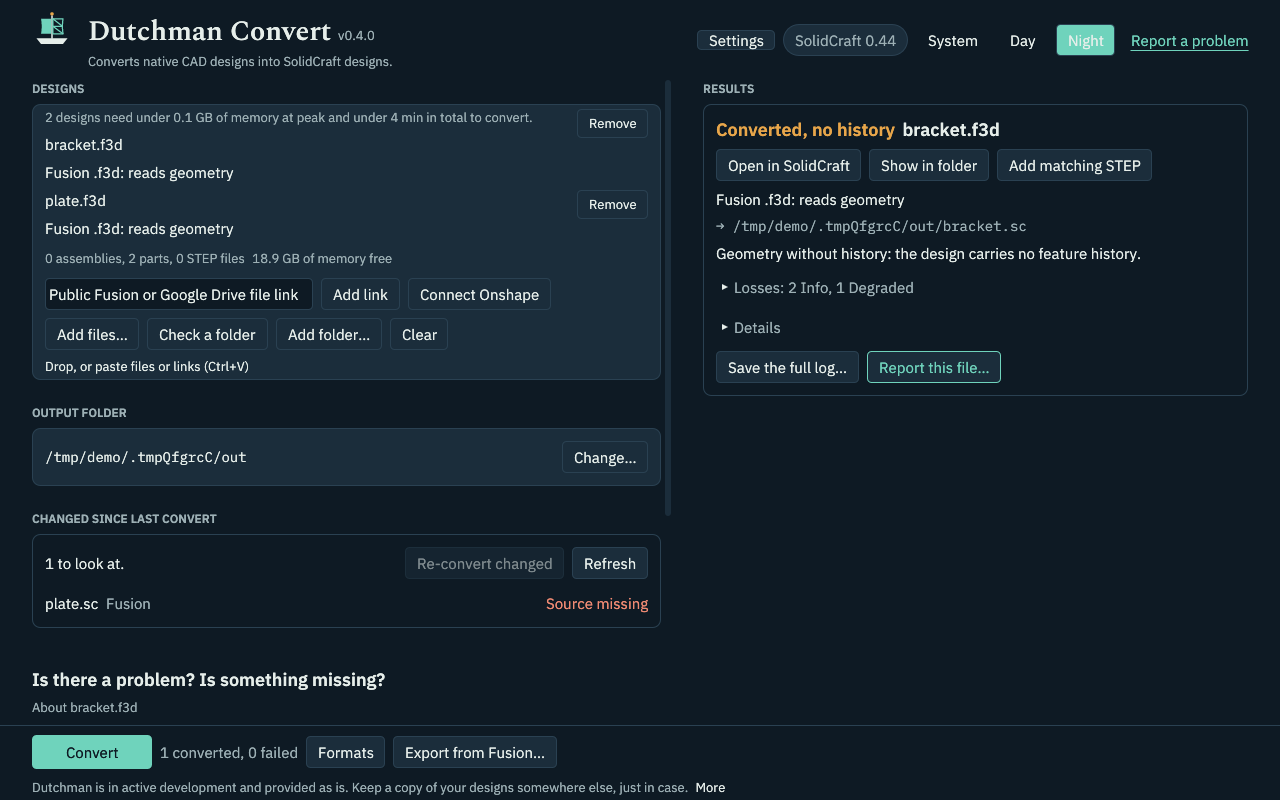 Dutchman Convert v0.4.0
Converts native CAD designs into SolidCraft designs.
Settings
SolidCraft 0.44
System
Day
Night
Report a problem
DESIGNS
2 designs need under 0.1 GB of memory at peak and under 4 min in total to convert.
Remove
bracket.f3d
Fusion .f3d: reads geometry
plate.f3d
Remove
Fusion .f3d: reads geometry
0 assemblies, 2 parts, 0 STEP files 18.9 GB of memory free
Public Fusion or Google Drive file link
Add link
Connect Onshape
Add files...
Check a folder
Add folder...
Clear
Drop, or paste files or links (Ctrl+V)
OUTPUT FOLDER
/tmp/demo/.tmpQfgrcC/out
Change...
CHANGED SINCE LAST CONVERT
1 to look at.
Re-convert changed
Refresh
plate.sc Fusion
Source missing
Is there a problem? Is something missing?
About bracket.f3d
RESULTS
Converted, no history bracket.f3d
Open in SolidCraft
Show in folder
Add matching STEP
Fusion .f3d: reads geometry
→ /tmp/demo/.tmpQfgrcC/out/bracket.sc
Geometry without history: the design carries no feature history.
Losses: 2 Info, 1 Degraded
Details
Save the full log...
Report this file...
Convert
1 converted, 0 failed
Formats
Export from Fusion...
Dutchman is in active development and provided as is. Keep a copy of your designs somewhere else, just in case. More